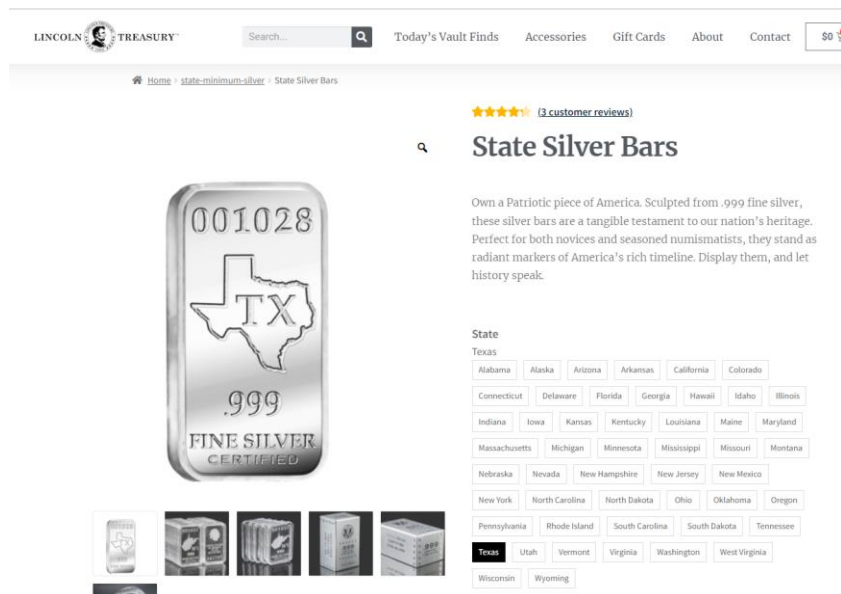 LINCOLN TREASURY
Search...
Today's Vault Finds
Accessories
Gift Cards
About
Contact
$0
Home > state-minimum-silver > State Silver Bars
(3 customer reviews)
State Silver Bars
Own a Patriotic piece of America. Sculpted from .999 fine silver,
these silver bars are a tangible testament to our nation's heritage.
Perfect for both novices and seasoned numismatists, they stand as
radiant markers of America's rich timeline. Display them, and let
history speak.
001028
TX
.999
FINE SILVER
CERTIFIED
State
Texas
Alabama Alaska Arizona Arkansas California Colorado
Connecticut Delaware Florida Georgia Hawaii Idaho Illinois
Indiana Iowa Kansas Kentucky Louisiana Maine Maryland
Massachusetts Michigan Minnesota Mississippi Missouri Montana
Nebraska Nevada New Hampshire New Jersey New Mexico
New York North Carolina North Dakota Ohio Oklahoma Oregon
Pennsylvania Rhode Island South Carolina South Dakota Tennessee
Texas Utah Vermont Virginia Washington West Virginia
Wisconsin Wyoming